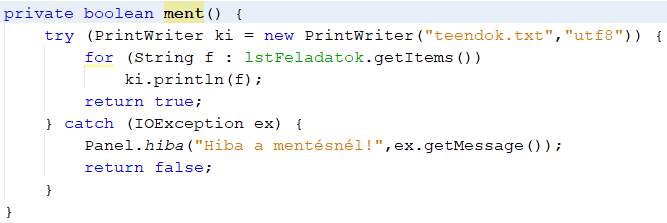 private boolean ment() {
    try (PrintWriter ki = new PrintWriter("teendok.txt","utf8")) {
        for (String f : lstFeladatok.getItems())
            ki.println(f);
        return true;
    } catch (IOException ex) {
        Panel.hiba("Hiba a mentésnél!",ex.getMessage());
        return false;
    }
}